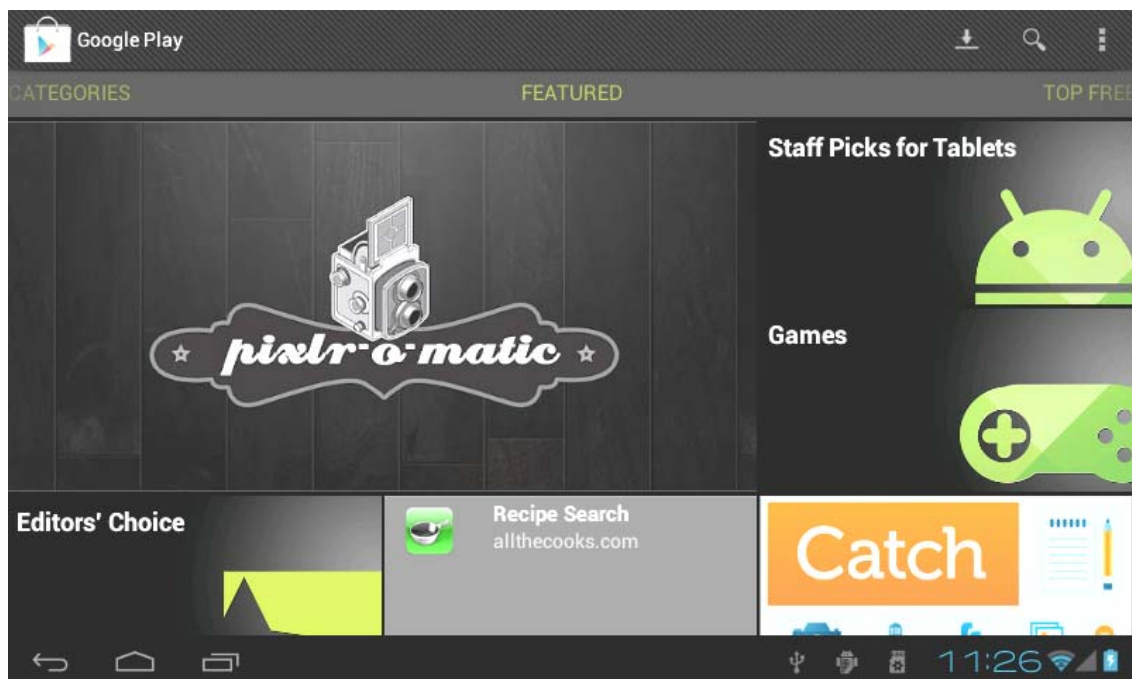 Google Play
CATEGORIES
FEATURED
TOP FREE
pixlr-o-matic
Staff Picks for Tablets
Games
Editors' Choice
Recipe Search
allthecooks.com
Catch
11:26